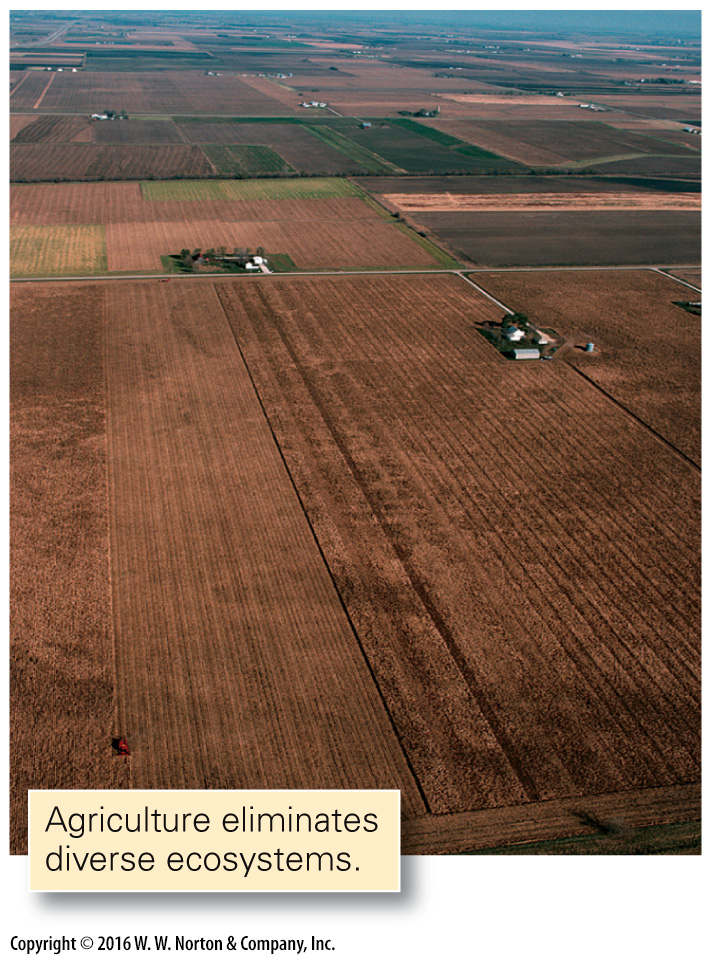 Agriculture eliminates
diverse ecosystems.
Copyright © 2016 W. W. Norton & Company, Inc.